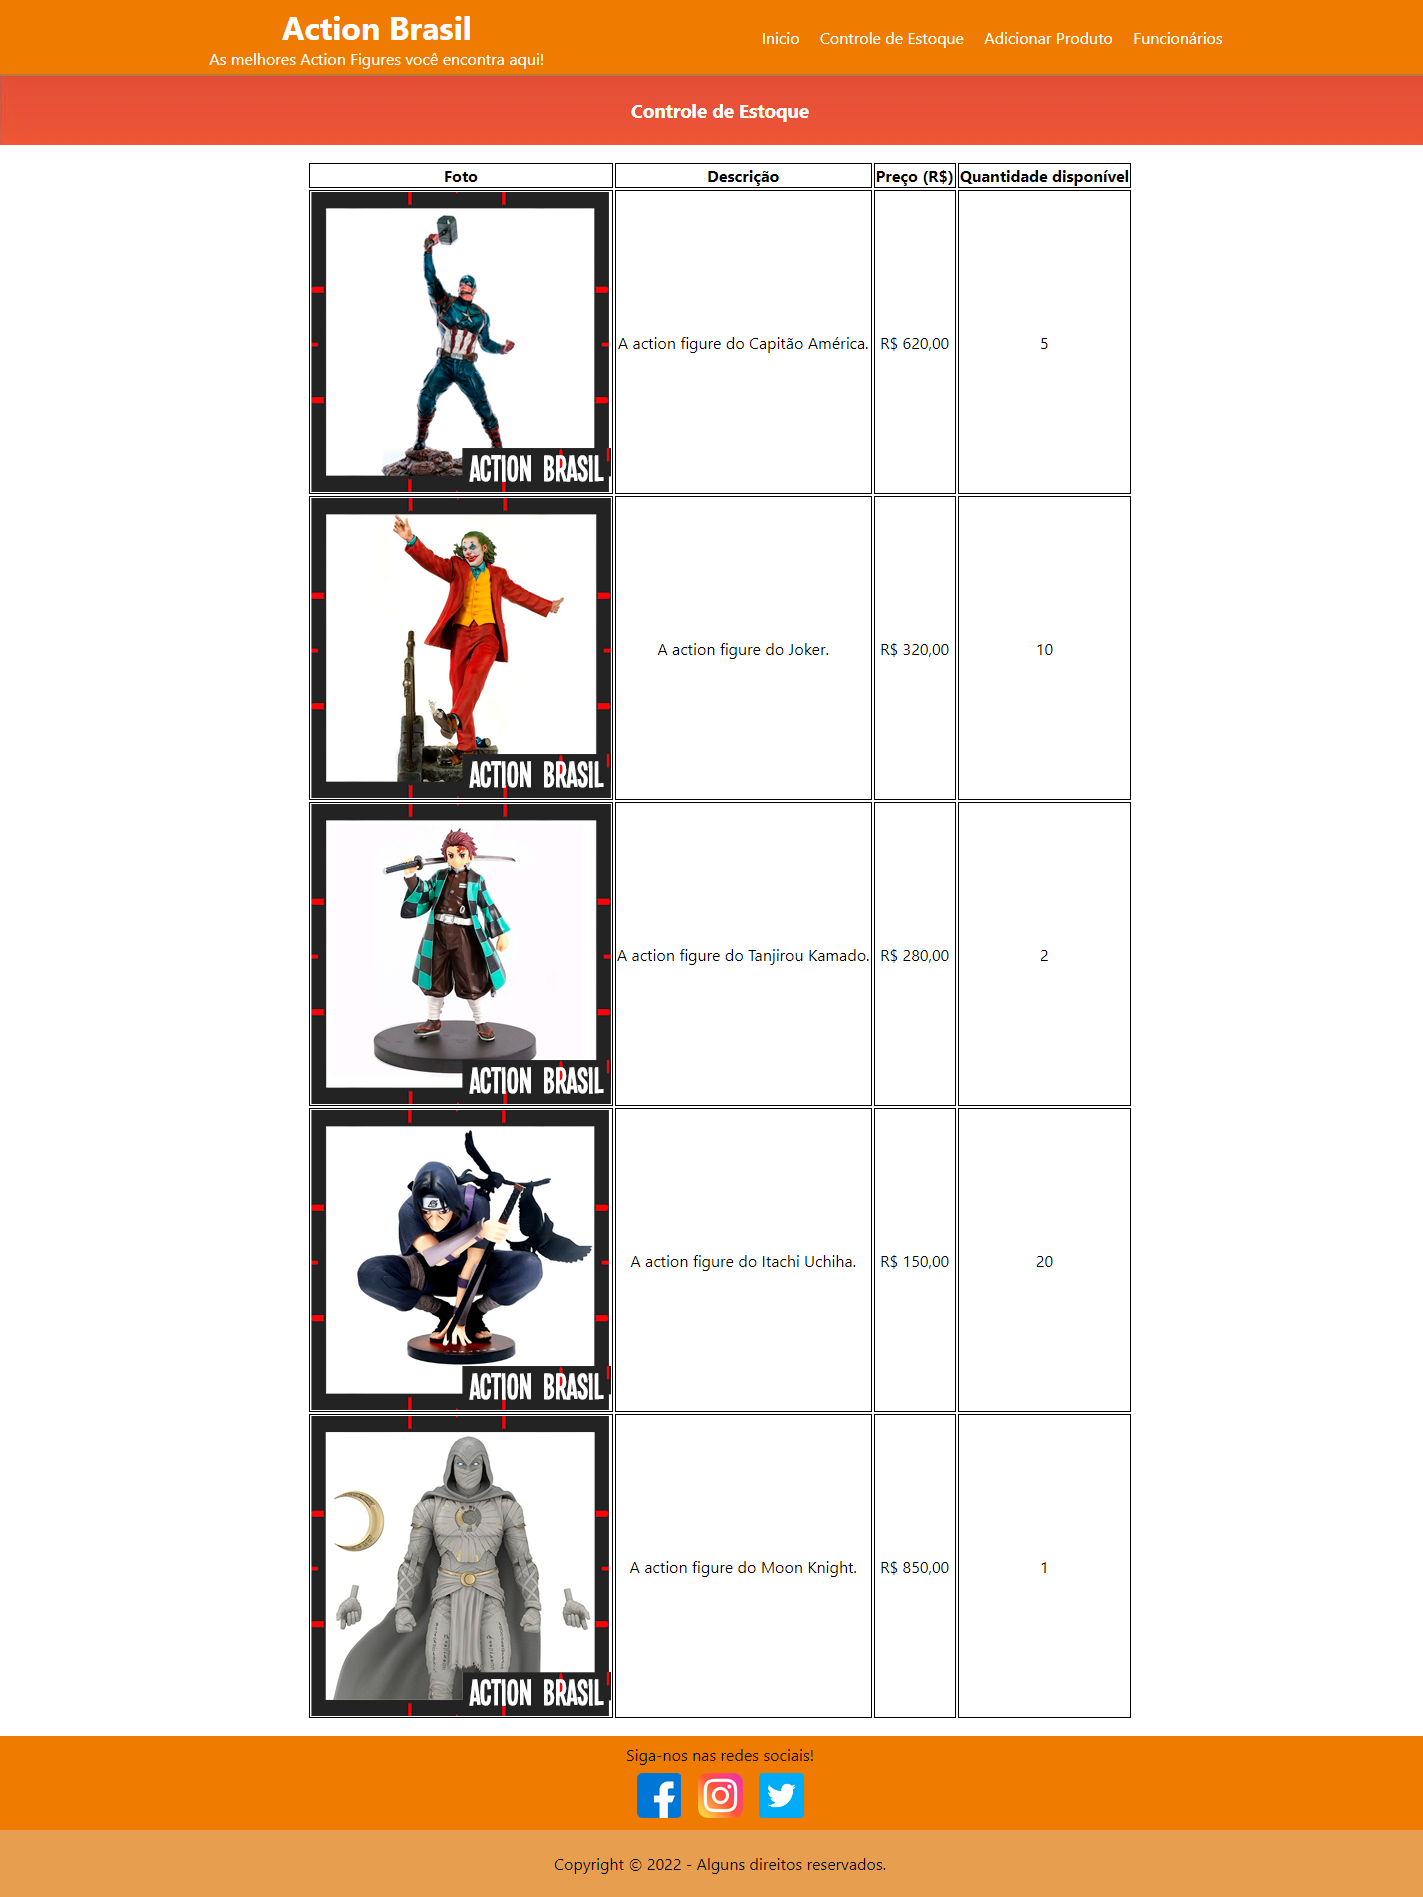 Action Brasil
As melhores Action Figures você encontra aqui!
Inicio Controle de Estoque Adicionar Produto Funcionários
Controle de Estoque
Foto Descrição Preço (R$) Quantidade disponível
A action figure do Capitão América. R$ 620,00 5
ACTION BRASIL
A action figure do Joker. R$ 320,00 10
ACTION BRASIL
A action figure do Tanjirou Kamado. R$ 280,00 2
ACTION BRASIL
A action figure do Itachi Uchiha. R$ 150,00 20
ACTION BRASIL
A action figure do Moon Knight. R$ 850,00 1
ACTION BRASIL
Siga-nos nas redes sociais!
Copyright © 2022 - Alguns direitos reservados.